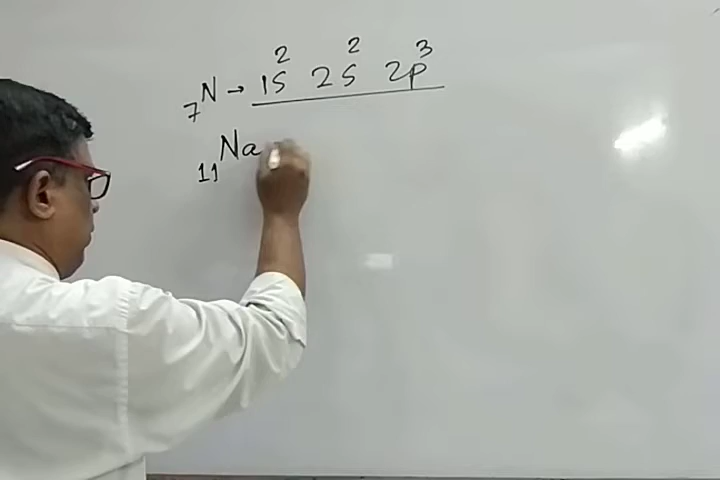 ₇N → 1s² 2s² 2p³
₁₁Na